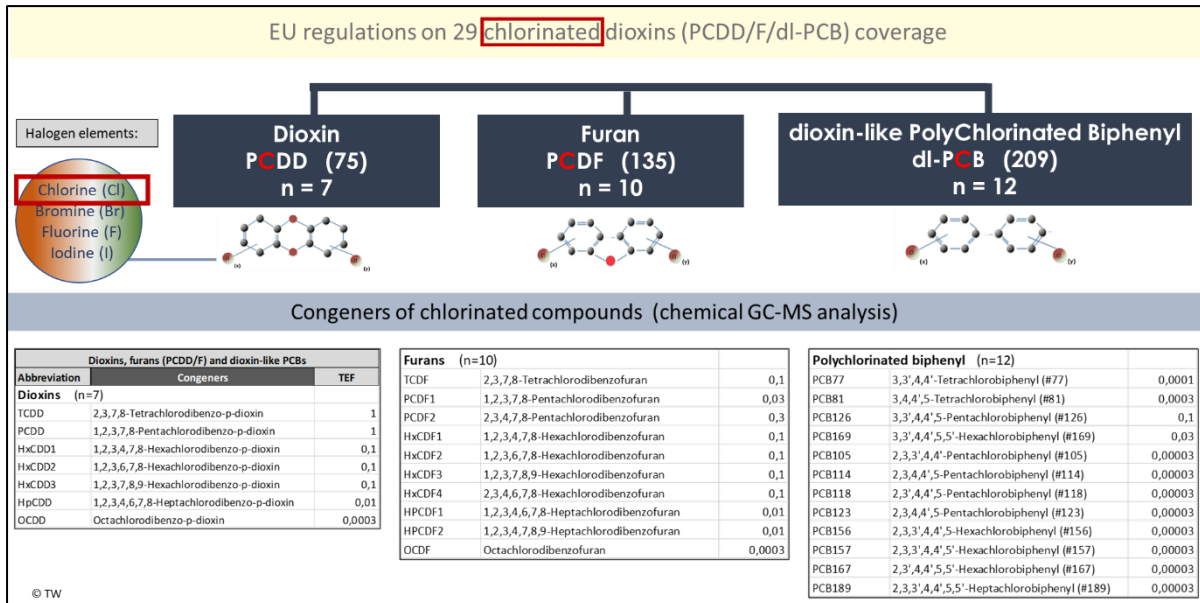 EU regulations on 29 chlorinated dioxins (PCDD/F/dl-PCB) coverage
Halogen elements:
Chlorine (Cl)
Bromine (Br)
Fluorine (F)
Iodine (I)
Dioxin
PCDD (75)
n = 7
Furan
PCDF (135)
n = 10
dioxin-like PolyChlorinated Biphenyl
dl-PCB (209)
n = 12
(x)
(y)
(x)
(y)
(x)
(y)
Congeners of chlorinated compounds (chemical GC-MS analysis)
Dioxins, furans (PCDD/F) and dioxin-like PCBs
Abbreviation Congeners TEF
Dioxins (n=7)
TCDD 2,3,7,8-Tetrachlorodibenzo-p-dioxin 1
PCDD 1,2,3,7,8-Pentachlorodibenzo-p-dioxin 1
HxCDD1 1,2,3,4,7,8-Hexachlorodibenzo-p-dioxin 0,1
HxCDD2 1,2,3,6,7,8-Hexachlorodibenzo-p-dioxin 0,1
HxCDD3 1,2,3,7,8,9-Hexachlorodibenzo-p-dioxin 0,1
HpCDD 1,2,3,4,6,7,8-Heptachlorodibenzo-p-dioxin 0,01
OCDD Octachlorodibenzo-p-dioxin 0,0003
Furans (n=10)
TCDF 2,3,7,8-Tetrachlorodibenzofuran 0,1
PCDF1 1,2,3,7,8-Pentachlorodibenzofuran 0,03
PCDF2 2,3,4,7,8-Pentachlorodibenzofuran 0,3
HxCDF1 1,2,3,4,7,8-Hexachlorodibenzofuran 0,1
HxCDF2 1,2,3,6,7,8-Hexachlorodibenzofuran 0,1
HxCDF3 1,2,3,7,8,9-Hexachlorodibenzofuran 0,1
HxCDF4 2,3,4,6,7,8-Hexachlorodibenzofuran 0,1
HPCDF1 1,2,3,4,6,7,8-Heptachlorodibenzofuran 0,01
HPCDF2 1,2,3,4,7,8,9-Heptachlorodibenzofuran 0,01
OCDF Octachlorodibenzofuran 0,0003
Polychlorinated biphenyl (n=12)
PCB77 3,3',4,4'-Tetrachlorobiphenyl (#77) 0,0001
PCB81 3,4,4',5-Tetrachlorobiphenyl (#81) 0,0003
PCB126 3,3',4,4',5-Pentachlorobiphenyl (#126) 0,1
PCB169 3,3',4,4',5,5'-Hexachlorobiphenyl (#169) 0,03
PCB105 2,3,3',4,4'-Pentachlorobiphenyl (#105) 0,00003
PCB114 2,3,4,4',5-Pentachlorobiphenyl (#114) 0,00003
PCB118 2,3',4,4',5-Pentachlorobiphenyl (#118) 0,00003
PCB123 2,3,4,4',5-Pentachlorobiphenyl (#123) 0,00003
PCB156 2,3,3',4,4',5-Hexachlorobiphenyl (#156) 0,00003
PCB157 2,3,3',4,4',5'-Hexachlorobiphenyl (#157) 0,00003
PCB167 2,3',4,4',5,5'-Hexachlorobiphenyl (#167) 0,00003
PCB189 2,3,3',4,4',5,5'-Heptachlorobiphenyl (#189) 0,00003
© TW